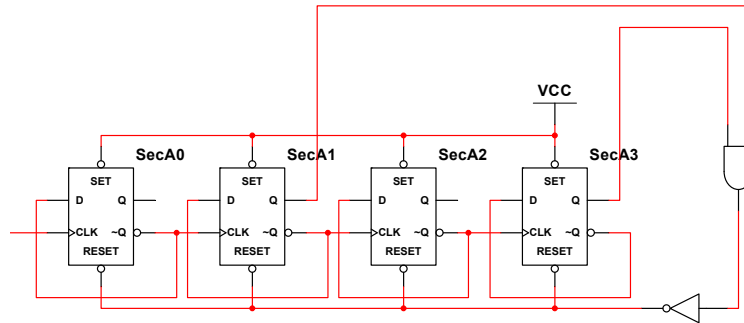 VCC
SecA0 SecA1 SecA2 SecA3
SET SET SET SET
D Q D Q D Q D Q
CLK ~Q CLK ~Q CLK ~Q CLK ~Q
RESET RESET RESET RESET